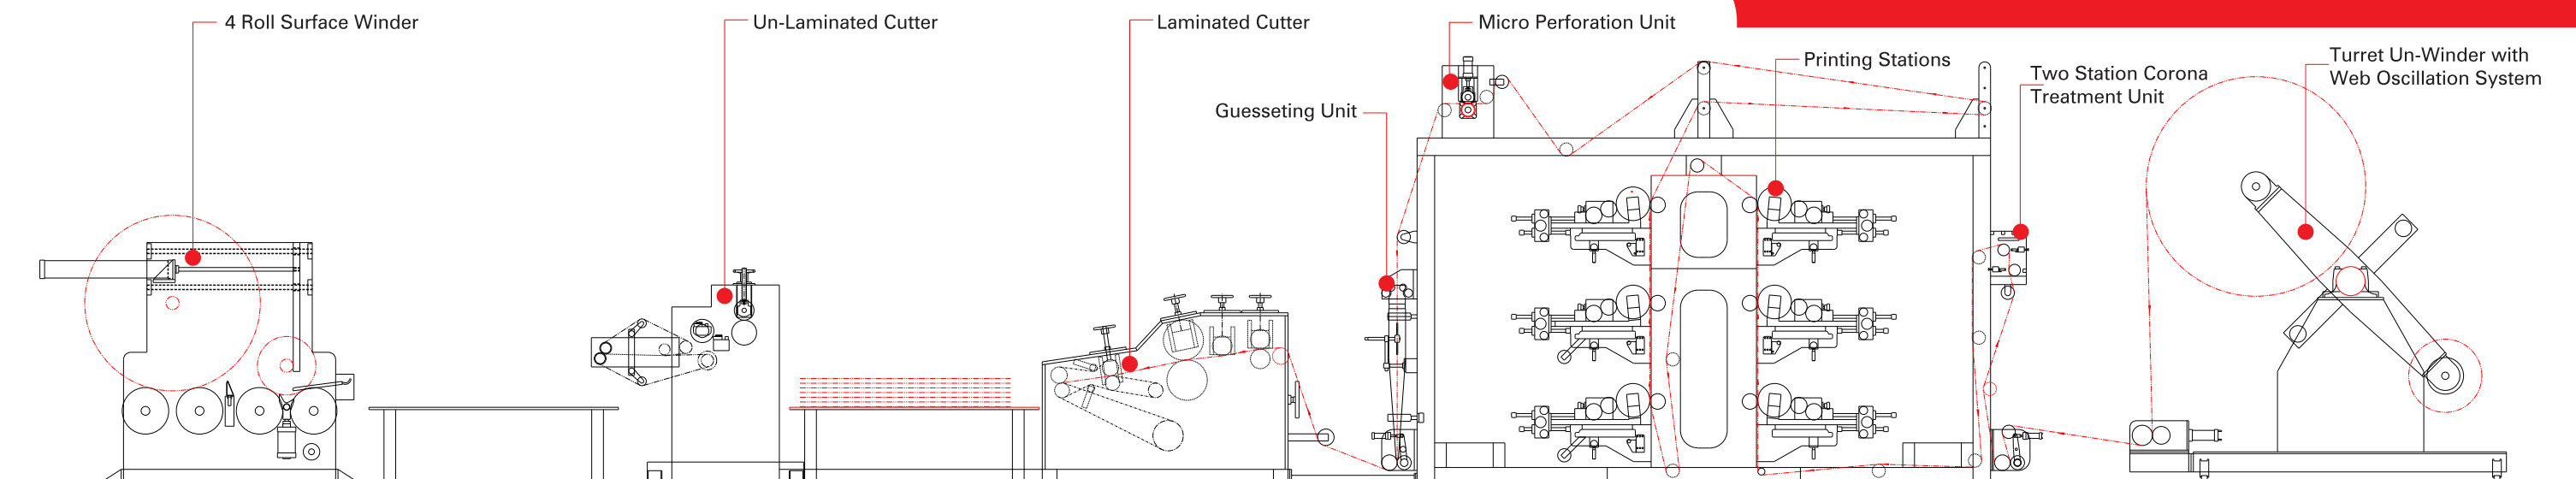 4 Roll Surface Winder
Un-Laminated Cutter
Laminated Cutter
Micro Perforation Unit
Guesseting Unit
Printing Stations
Two Station Corona
Treatment Unit
Turret Un-Winder with
Web Oscillation System